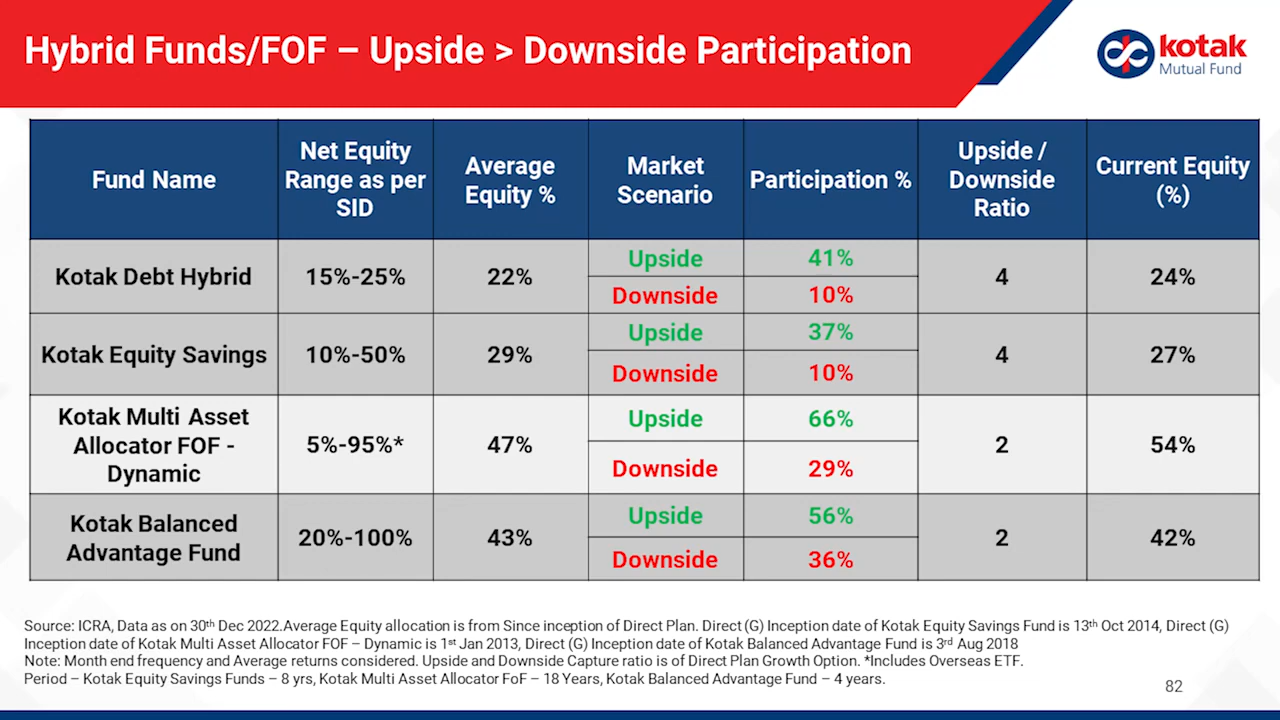 Hybrid Funds/FOF – Upside > Downside Participation
kotak
Mutual Fund
Fund Name
Net Equity
Range as per
SID
Average
Equity %
Market
Scenario
Participation %
Upside /
Downside
Ratio
Current Equity
(%)
Kotak Debt Hybrid
15%-25%
22%
Upside
41%
Downside
10%
4
24%
Kotak Equity Savings
10%-50%
29%
Upside
37%
Downside
10%
4
27%
Kotak Multi Asset
Allocator FOF -
Dynamic
5%-95%*
47%
Upside
66%
Downside
29%
2
54%
Kotak Balanced
Advantage Fund
20%-100%
43%
Upside
56%
Downside
36%
2
42%
Source: ICRA, Data as on 30th Dec 2022.Average Equity allocation is from Since inception of Direct Plan. Direct (G) Inception date of Kotak Equity Savings Fund is 13th Oct 2014, Direct (G)
Inception date of Kotak Multi Asset Allocator FOF – Dynamic is 1st Jan 2013, Direct (G) Inception date of Kotak Balanced Advantage Fund is 3rd Aug 2018
Note: Month end frequency and Average returns considered. Upside and Downside Capture ratio is of Direct Plan Growth Option. *Includes Overseas ETF.
Period – Kotak Equity Savings Funds – 8 yrs, Kotak Multi Asset Allocator FoF – 18 Years, Kotak Balanced Advantage Fund – 4 years.
82